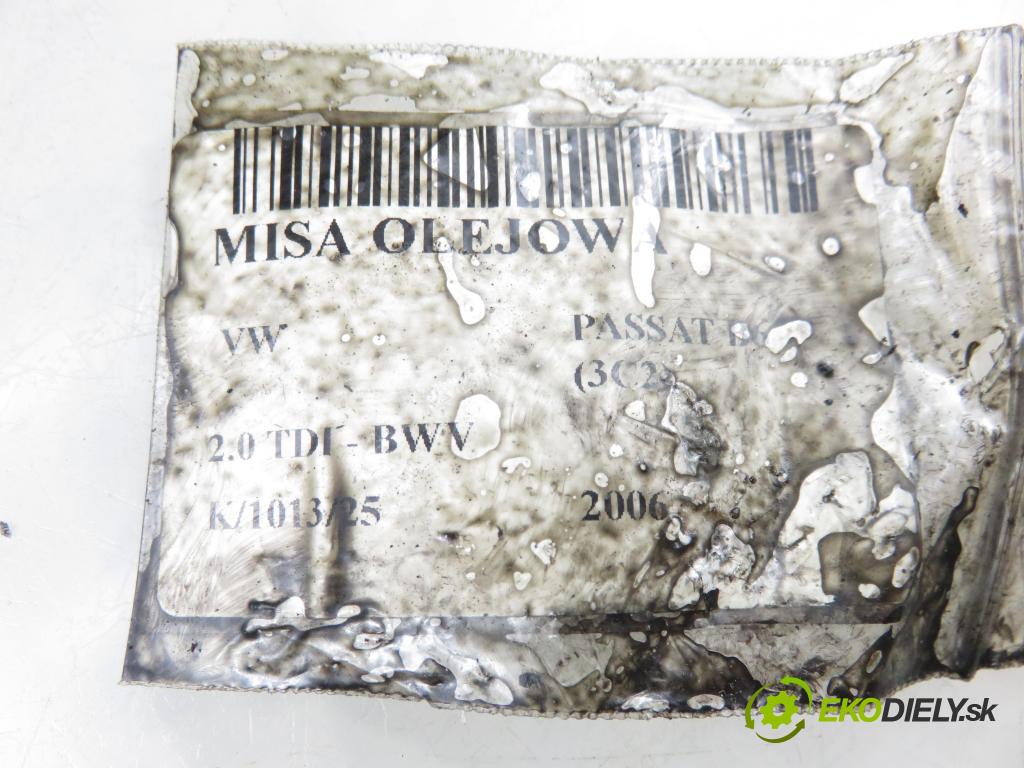 MISA OLEJOWA
VW PASSAT B6
(3C2)
2.0 TDI - BWV
K/1013/25 2006
EKODIELY.sk